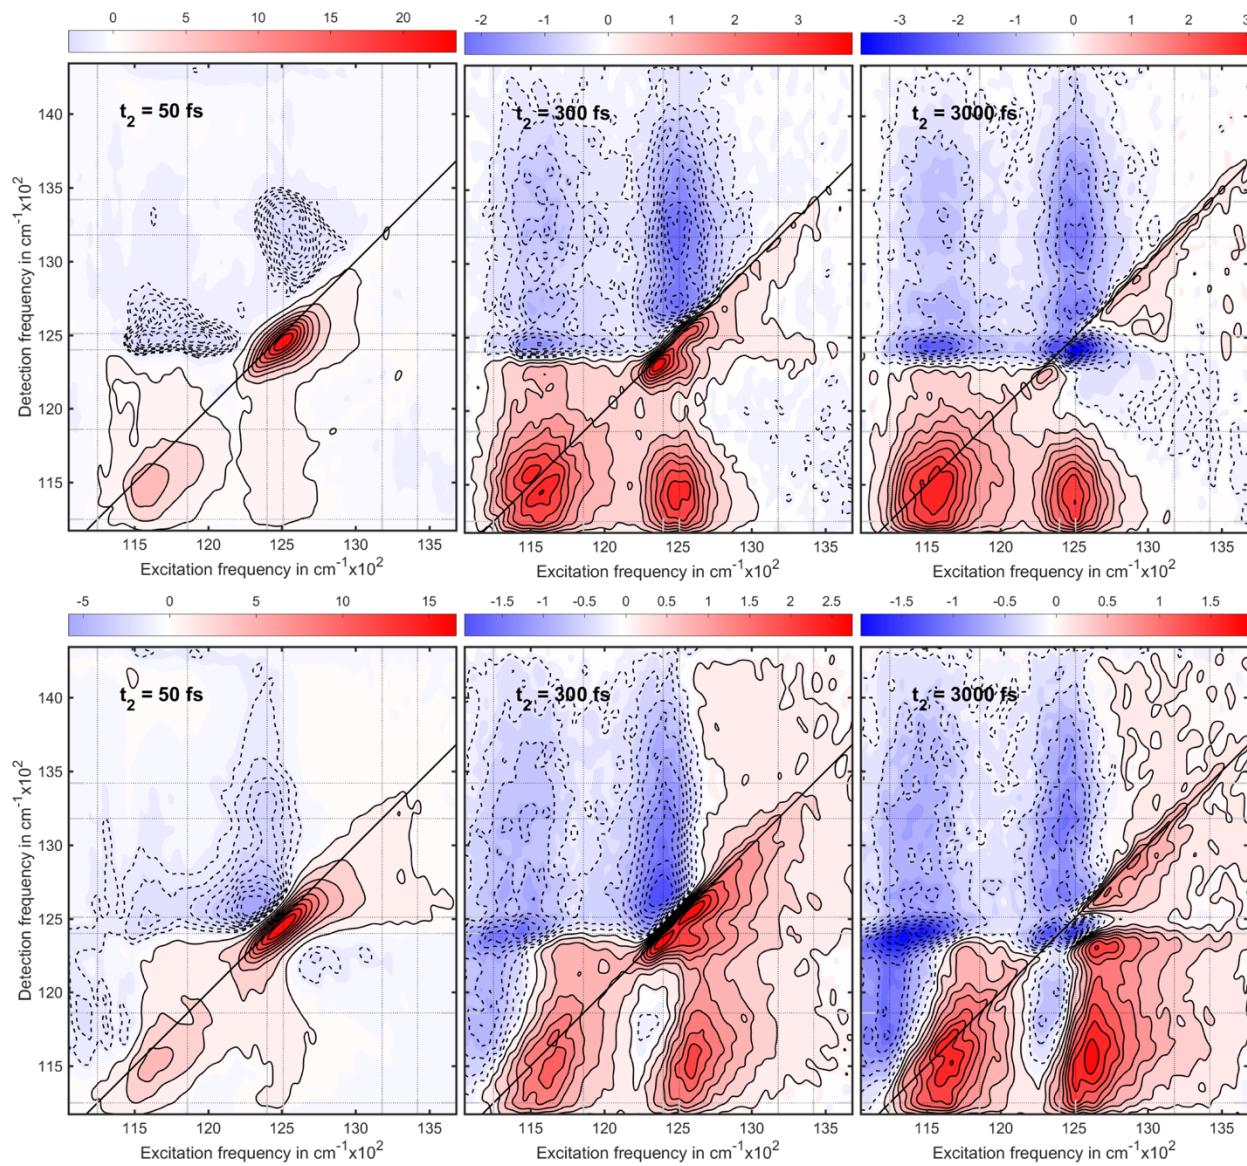 0 10 20
-2 -1 0 1 2 3
-3 -2 -1 0 1 2 3
t2 = 50 fs
t2 = 300 fs
t2 = 3000 fs
140
135
130
125
120
115
Detection frequency in cm-1x102
115 120 125 130 135
115 120 125 130 135
115 120 125 130 135
Excitation frequency in cm-1x102
Excitation frequency in cm-1x102
Excitation frequency in cm-1x102
-5 0 5 10 15
-1.5 -1 -0.5 0 0.5 1 1.5 2 2.5
-1.5 -1 -0.5 0 0.5 1 1.5
t2 = 50 fs
t2 = 300 fs
t2 = 3000 fs
140
135
130
125
120
115
Detection frequency in cm-1x102
115 120 125 130 135
115 120 125 130 135
115 120 125 130 135
Excitation frequency in cm-1x102
Excitation frequency in cm-1x102
Excitation frequency in cm-1x102